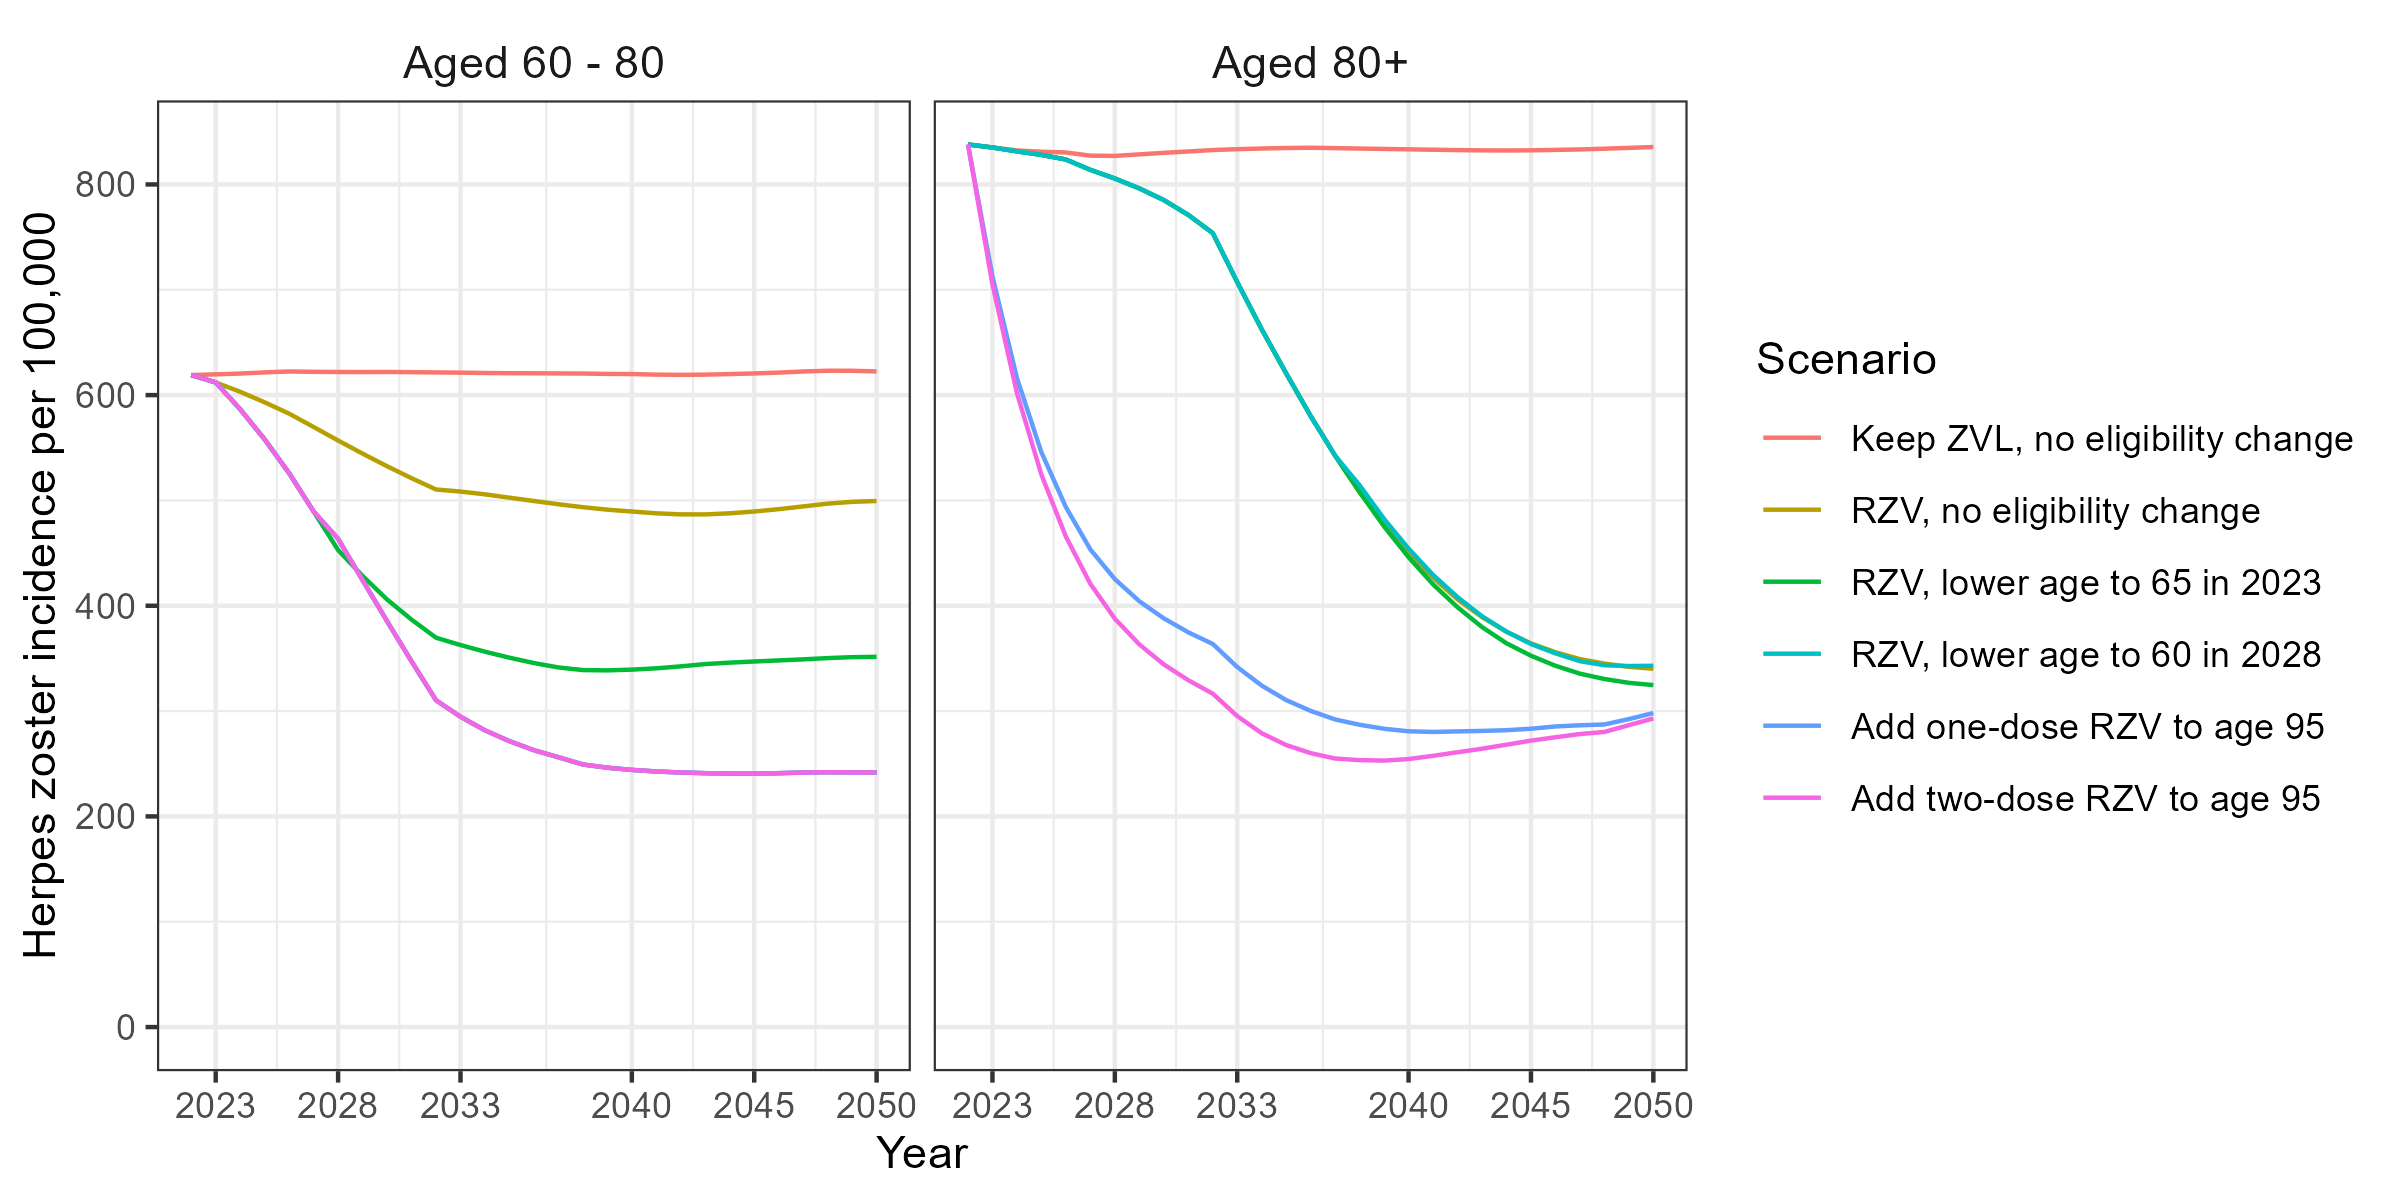 Aged 60 - 80
Aged 80+
Herpes zoster incidence per 100,000
800
600
400
200
0
2023 2028 2033 2040 2045 2050
2023 2028 2033 2040 2045 2050
Year
Scenario
Keep ZVL, no eligibility change
RZV, no eligibility change
RZV, lower age to 65 in 2023
RZV, lower age to 60 in 2028
Add one-dose RZV to age 95
Add two-dose RZV to age 95